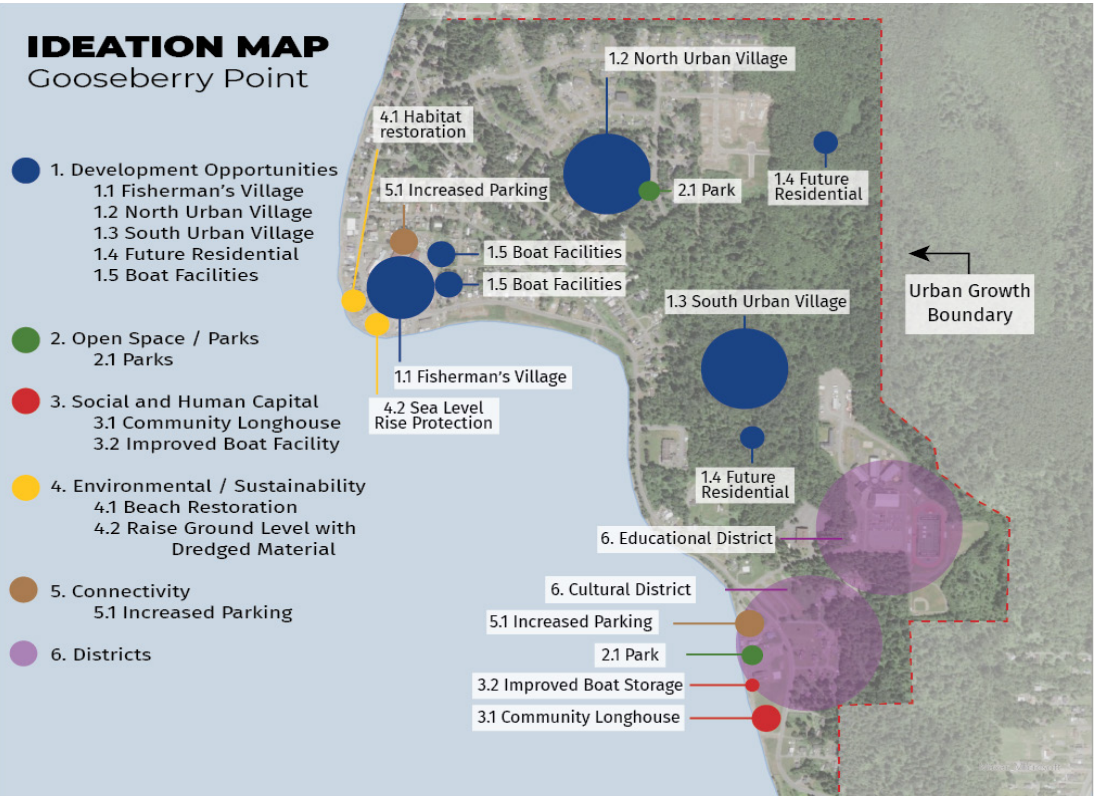 IDEATION MAP
Gooseberry Point
1. Development Opportunities
1.1 Fisherman's Village
1.2 North Urban Village
1.3 South Urban Village
1.4 Future Residential
1.5 Boat Facilities
2. Open Space / Parks
2.1 Parks
3. Social and Human Capital
3.1 Community Longhouse
3.2 Improved Boat Facility
4. Environmental / Sustainability
4.1 Beach Restoration
4.2 Raise Ground Level with
Dredged Material
5. Connectivity
5.1 Increased Parking
6. Districts
1.2 North Urban Village
4.1 Habitat
restoration
5.1 Increased Parking
2.1 Park
1.4 Future
Residential
1.5 Boat Facilities
1.5 Boat Facilities
Urban Growth
Boundary
1.3 South Urban Village
1.1 Fisherman's Village
4.2 Sea Level
Rise Protection
1.4 Future
Residential
6. Educational District
6. Cultural District
5.1 Increased Parking
2.1 Park
3.2 Improved Boat Storage
3.1 Community Longhouse